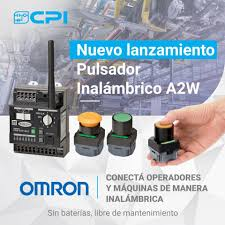 CPI
Nuevo lanzamiento
Pulsador
Inalámbrico A2W
OMRON
CONECTÁ OPERADORES
Y MÁQUINAS DE MANERA
INALÁMBRICA
Sin baterías, libre de mantenimiento